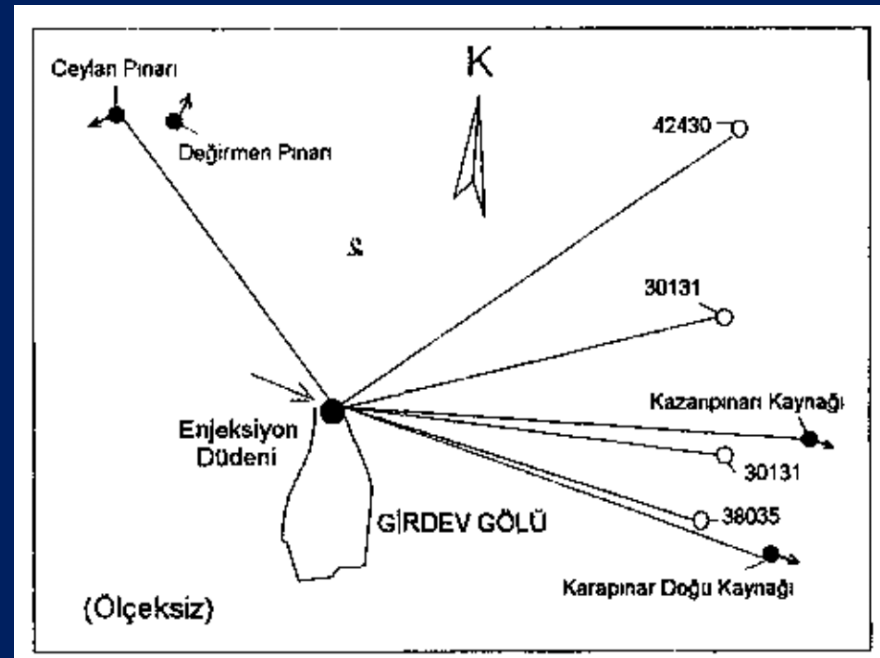 Ceylan Pınarı
K
42430
Değirmen Pınarı
&
30131
Kazanpınarı Kaynağı
Enjeksiyon
Düdeni
30131
GİRDEV GÖLÜ
38035
Karapınar Doğu Kaynağı
(Ölçeksiz)